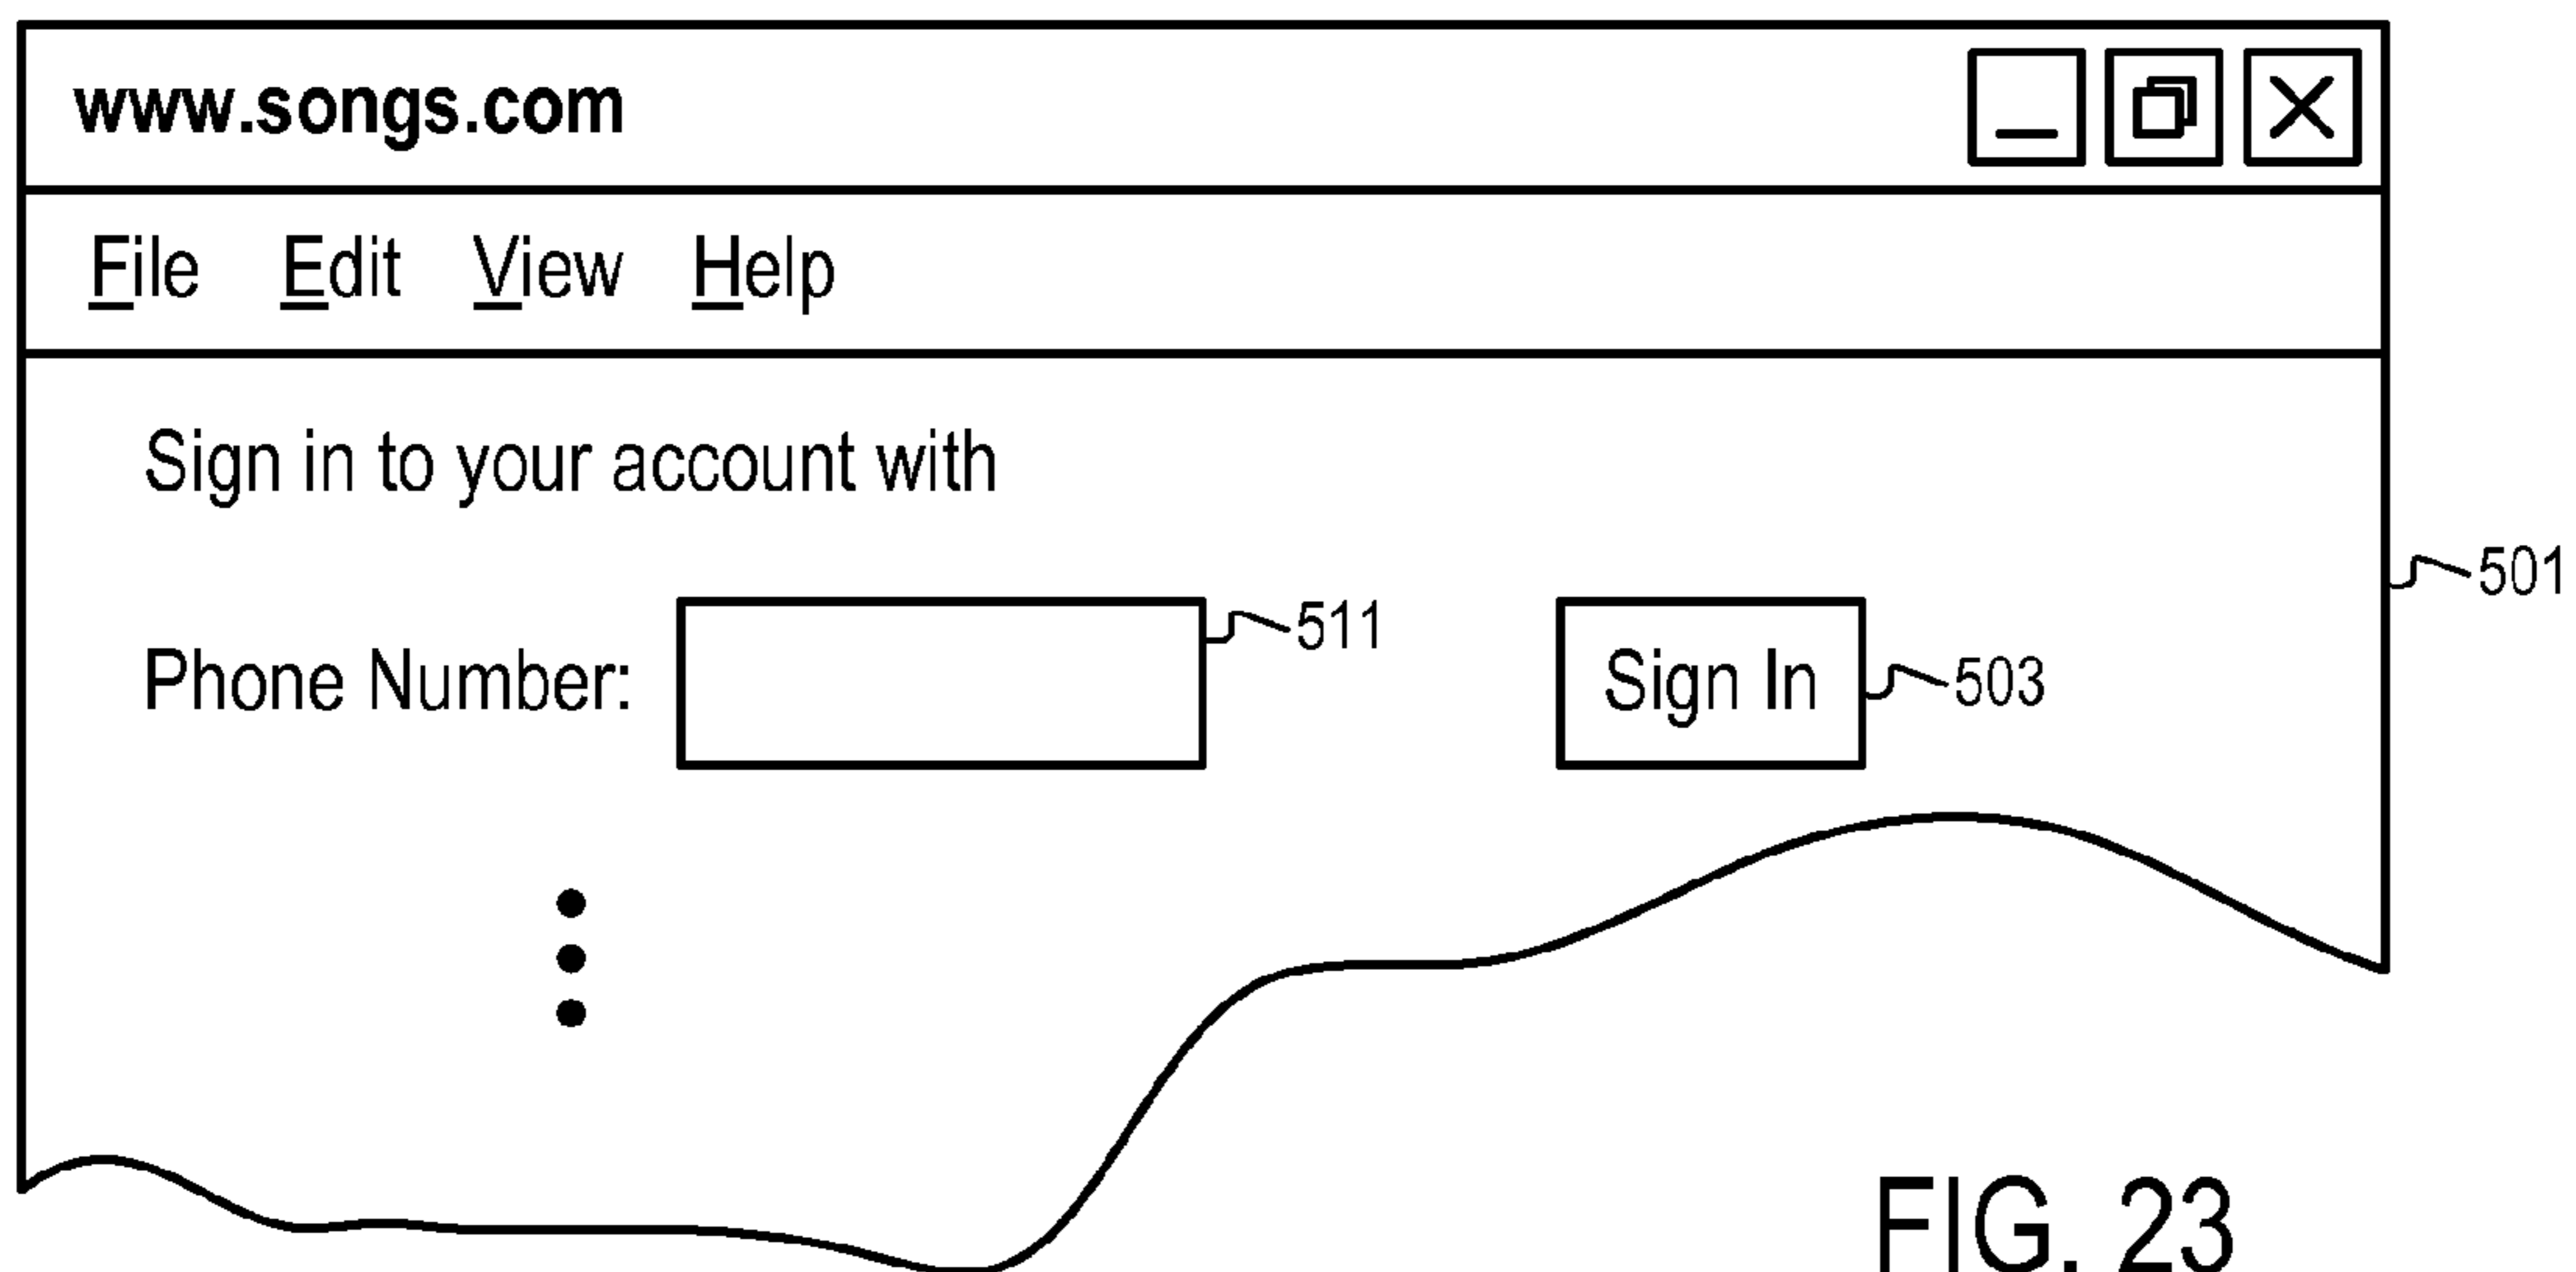 www.songs.com
File Edit View Help
Sign in to your account with
501
Phone Number: 511 Sign In 503
FIG. 23